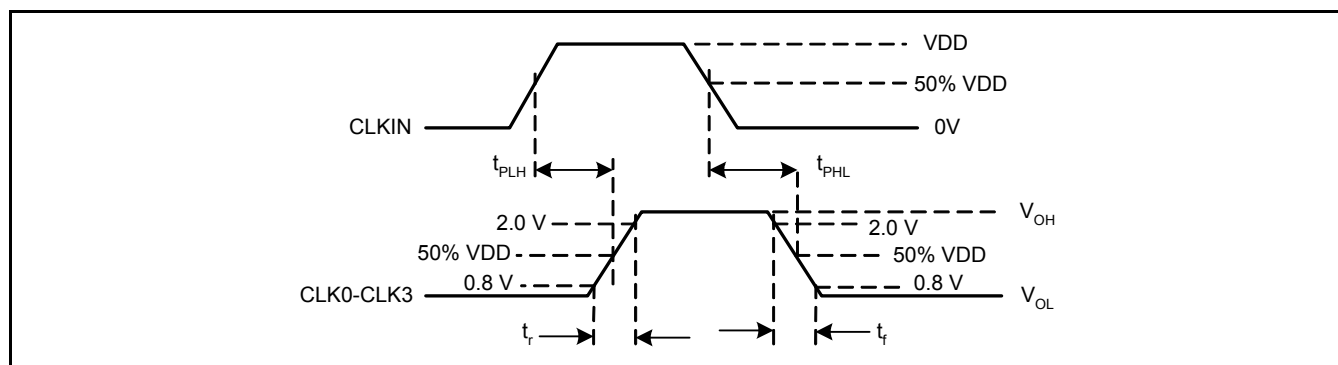 VDD
50% VDD
CLKIN
0V
tPLH
tPHL
2.0 V
VOH
2.0 V
50% VDD
50% VDD
0.8 V
0.8 V
CLK0-CLK3
VOL
tr
tf